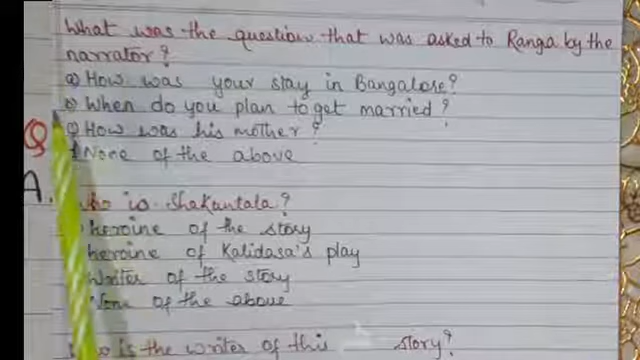 What was the question that was asked to Ranga by the
narrator?
a) How was your stay in Bangalore?
b) When do you plan to get married?
c) How was his mother?
d) None of the above
Q
A. Who is Shakuntala?
heroine of the story
heroine of Kalidasa's play
Writer of the story
None of the above
is the writer of this story?